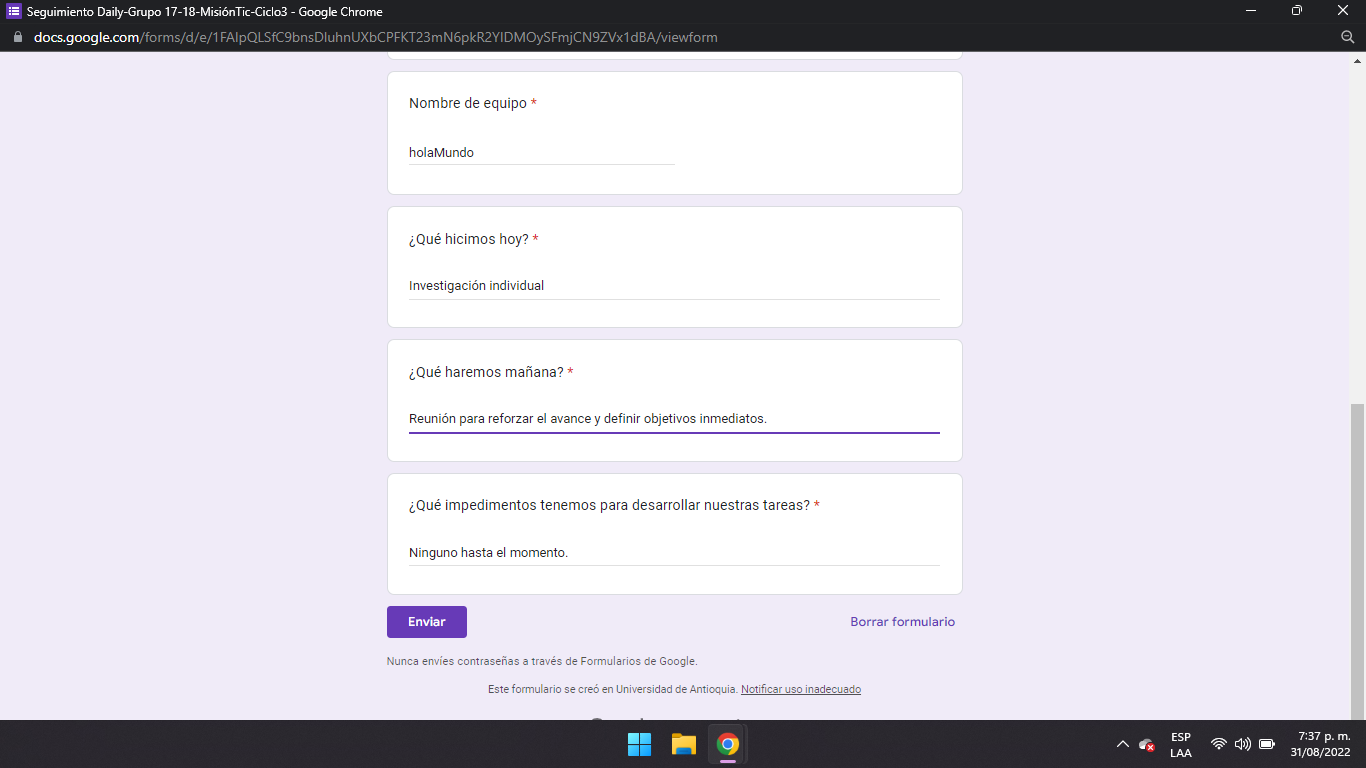 Seguimiento Daily-Grupo 17-18-MisiónTic-Ciclo3 - Google Chrome
docs.google.com/forms/d/e/1FAIpQLSfC9bnsDluhnUXbCPFKT23mN6pkR2YIDMOySFmjCN9ZVx1dBA/viewform
Nombre de equipo *
holaMundo
¿Qué hicimos hoy? *
Investigación individual
¿Qué haremos mañana? *
Reunión para reforzar el avance y definir objetivos inmediatos.
¿Qué impedimentos tenemos para desarrollar nuestras tareas? *
Ninguno hasta el momento.
Enviar
Borrar formulario
Nunca envíes contraseñas a través de Formularios de Google.
Este formulario se creó en Universidad de Antioquia. Notificar uso inadecuado
ESP
LAA
7:37 p. m.
31/08/2022